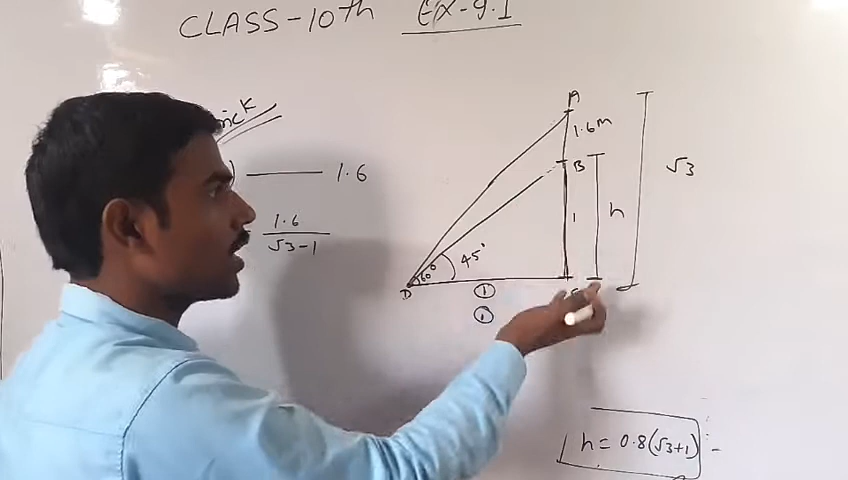 CLASS-10th EX-9.1
1.6
1.6
√3-1
A
1.6m
B
√3
1
h
45°
60°
D
1
1
h = 0.8(√3+1)